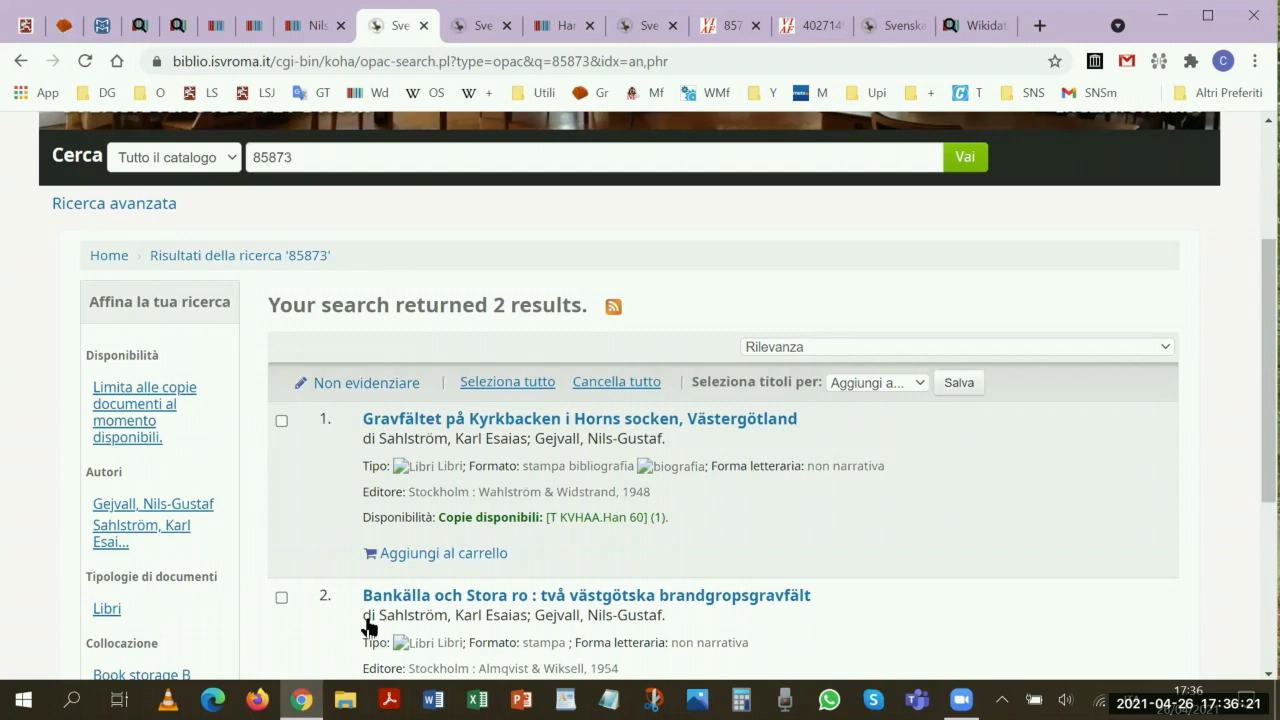 Nils
Sve
Sve
Har
Sve
857
402714
Svenska
Wikidat
biblio.isvroma.it/cgi-bin/koha/opac-search.pl?type=opac&q=85873&idx=an,phr
C
App DG O LS LSJ GT Wd OS + Utili Gr Mf WMf Y M Upi + T SNS SNSm Altri Preferiti
Cerca Tutto il catalogo 85873 Vai
Ricerca avanzata
Home › Risultati della ricerca '85873'
Affina la tua ricerca
Disponibilità
Limita alle copie
documenti al
momento
disponibili.
Autori
Gejvall, Nils-Gustaf
Sahlström, Karl
Esai...
Tipologie di documenti
Libri
Collocazione
Book storage B
Your search returned 2 results.
Rilevanza
Non evidenziare | Seleziona tutto Cancella tutto | Seleziona titoli per: Aggiungi a... Salva
1. Gravfältet på Kyrkbacken i Horns socken, Västergötland
di Sahlström, Karl Esaias; Gejvall, Nils-Gustaf.
Tipo: Libri Libri; Formato: stampa bibliografia biografia; Forma letteraria: non narrativa
Editore: Stockholm : Wahlström & Widstrand, 1948
Disponibilità: Copie disponibili: [T KVHAA.Han 60] (1).
Aggiungi al carrello
2. Bankälla och Stora ro : två västgötska brandgropsgravfält
di Sahlström, Karl Esaias; Gejvall, Nils-Gustaf.
Tipo: Libri Libri; Formato: stampa ; Forma letteraria: non narrativa
Editore: Stockholm : Almqvist & Wiksell, 1954
17:36
2021-04-26 17:36:21